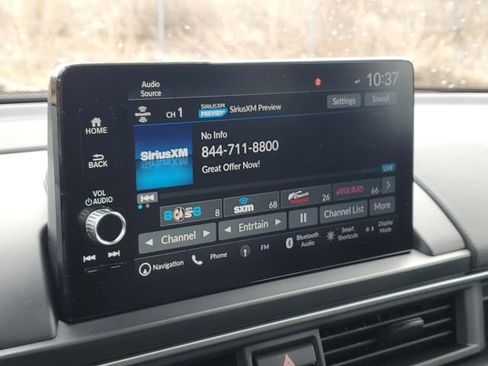 Audio
Source
10:37
CH 1 SIRIUSXM PREVIEW SiriusXM Preview
Settings
Sound
HOME
No Info
SiriusXM
844-711-8800
Great Offer Now!
BACK
LIVE
VOL
AUDIO
8
sxm 68
26
66
Channel
Entrtain
Channel List
More
Navigation
Phone
FM
Bluetooth
Audio
Smart
Shortcuts
Display
Mode